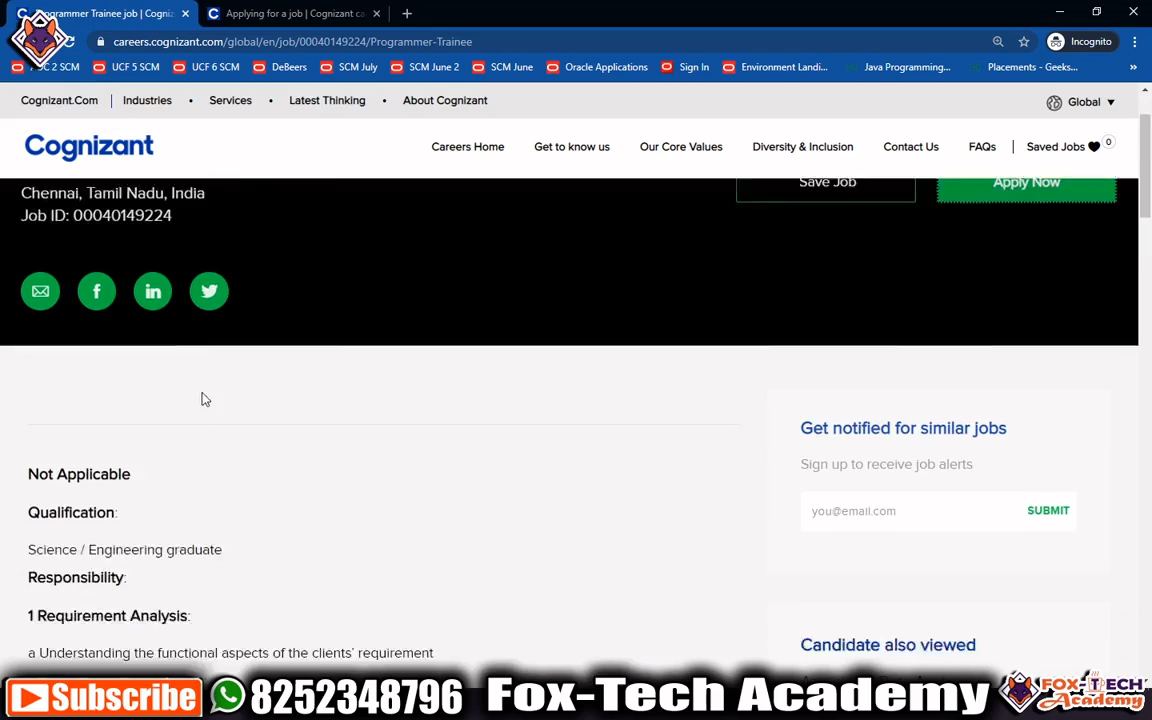 Programmer Trainee job | Cogniz
Applying for a job | Cognizant ca
careers.cognizant.com/global/en/job/00040149224/Programmer-Trainee
Incognito
2 SCM
UCF 5 SCM
UCF 6 SCM
DeBeers
SCM July
SCM June 2
SCM June
Oracle Applications
Sign In
Environment Landi...
Java Programming...
Placements - Geeks...
»
Cognizant.Com
Industries
Services
Latest Thinking
About Cognizant
Global
Cognizant
Careers Home
Get to know us
Our Core Values
Diversity & Inclusion
Contact Us
FAQs
Saved Jobs
0
Chennai, Tamil Nadu, India
Save Job
Apply Now
Job ID: 00040149224
Not Applicable
Qualification:
Science / Engineering graduate
Responsibility:
1 Requirement Analysis:
a Understanding the functional aspects of the clients' requirement
Get notified for similar jobs
Sign up to receive job alerts
you@email.com
SUBMIT
Candidate also viewed
Subscribe
8252348796
Fox-Tech Academy
FOX-TECH
Academy